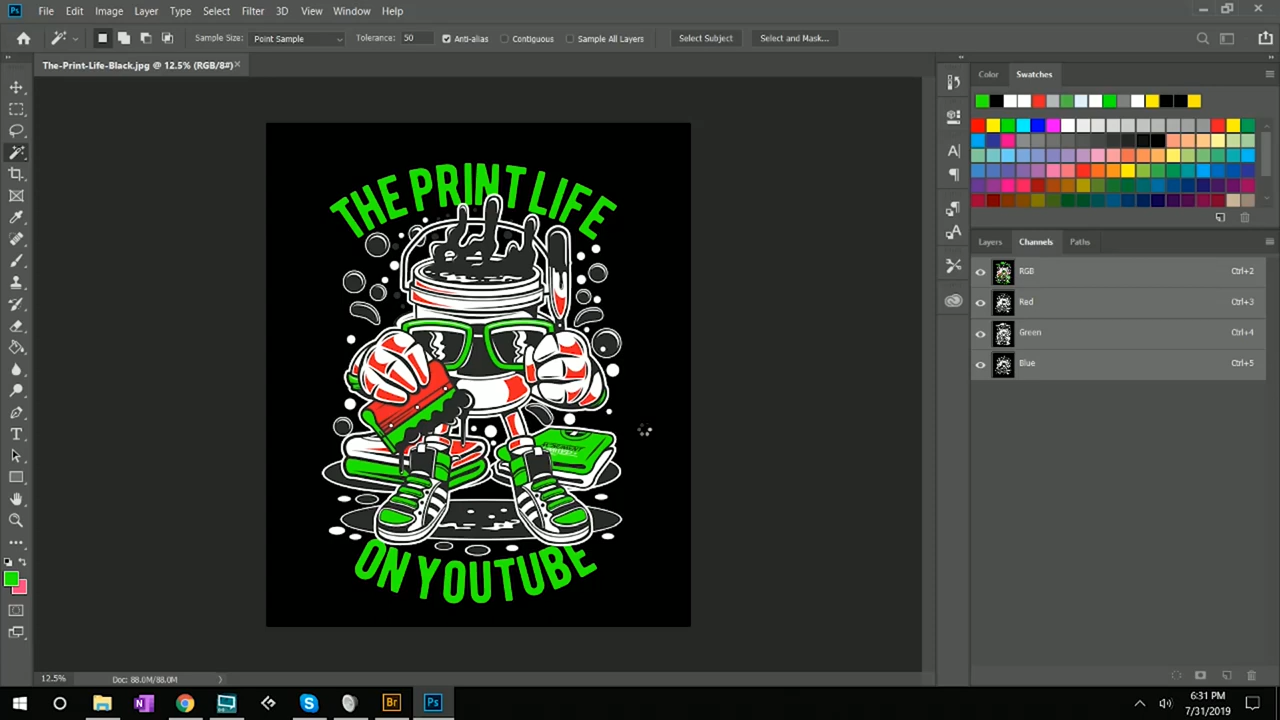 Ps File Edit Image Layer Type Select Filter 3D View Window Help
Sample Size: Point Sample Tolerance: 50 Anti-alias Contiguous Sample All Layers Select Subject Select and Mask...
The-Print-Life-Black.jpg @ 12.5% (RGB/8#)
Color Swatches
THE PRINT LIFE
ON YOUTUBE
Layers Channels Paths
RGB Ctrl+2
Red Ctrl+3
Green Ctrl+4
Blue Ctrl+5
12.5% Doc: 88.0M/88.0M
Br Ps
6:31 PM
7/31/2019